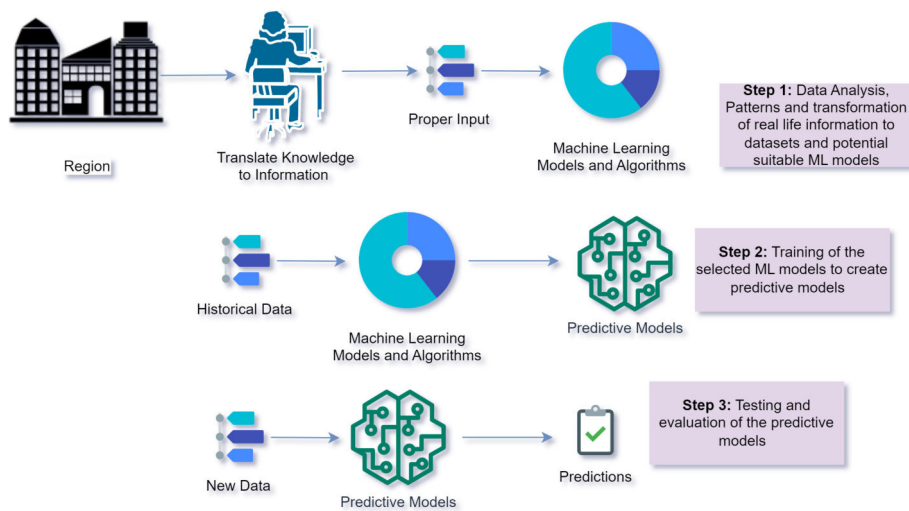 Region
Translate Knowledge
to Information
Proper Input
Machine Learning
Models and Algorithms
Step 1: Data Analysis,
Patterns and transformation
of real life information to
datasets and potential
suitable ML models
Historical Data
Machine Learning
Models and Algorithms
Predictive Models
Step 2: Training of the
selected ML models to create
predictive models
New Data
Predictive Models
Predictions
Step 3: Testing and
evaluation of the predictive
models